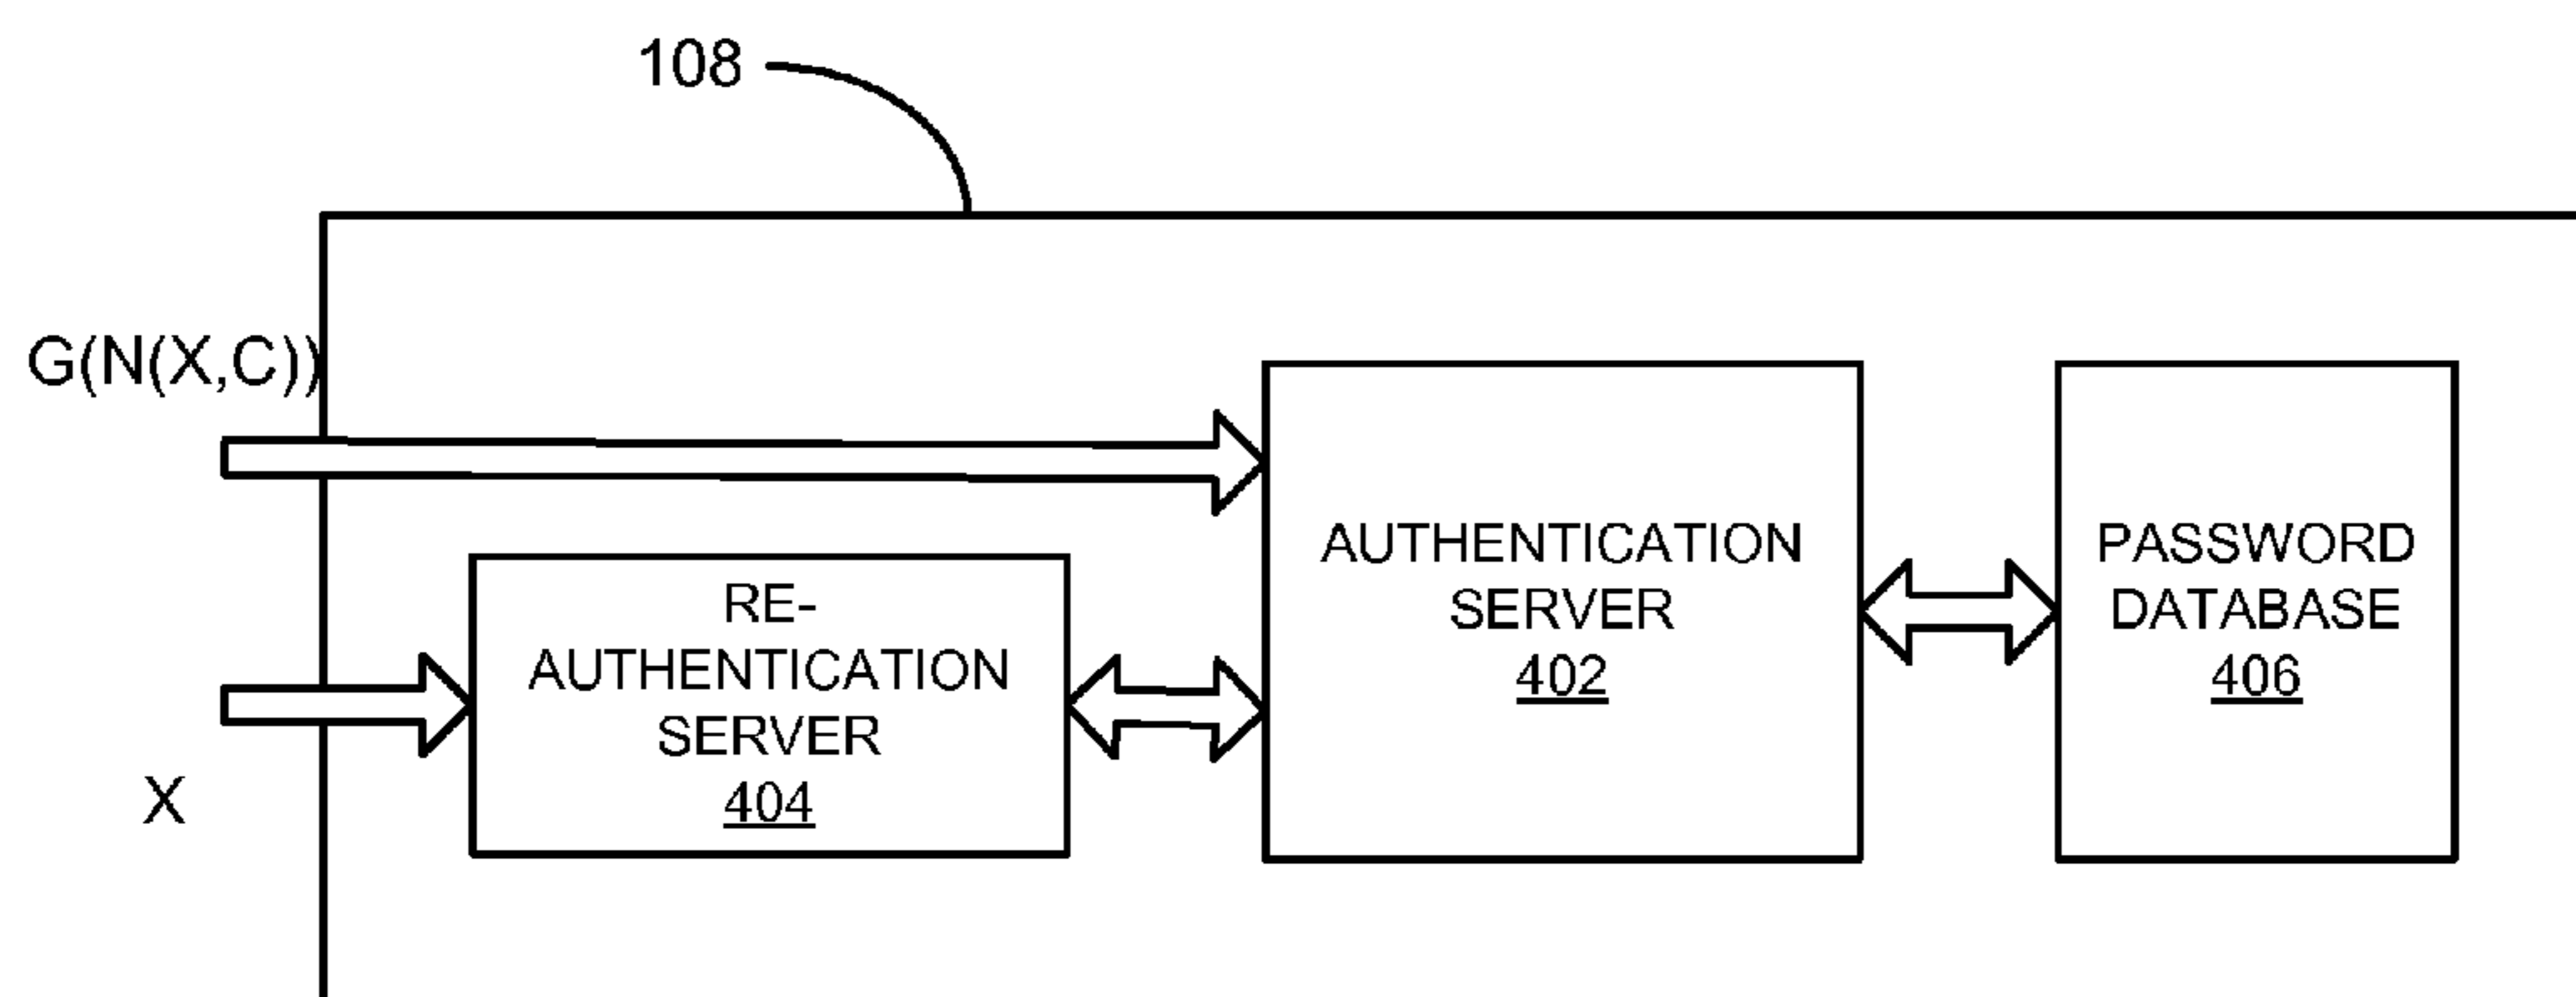 108
G(N(X,C))
AUTHENTICATION
SERVER
402
PASSWORD
DATABASE
406
RE-
AUTHENTICATION
SERVER
404
X